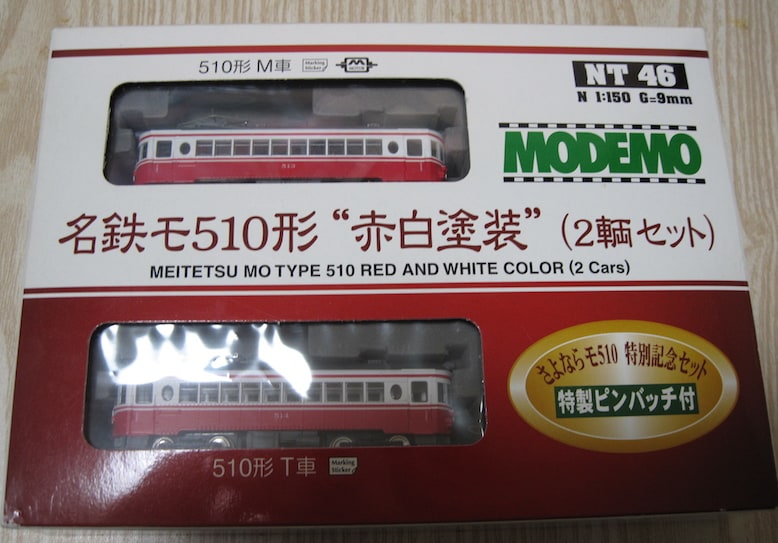 510形 M車 Marking Sticker M MOTOR
NT 46
N 1:150 G=9mm
MODEMO
513
名鉄モ510形 “赤白塗装” (2輌セット)
MEITETSU MO TYPE 510 RED AND WHITE COLOR (2 Cars)
さよならモ510 特別記念セット
特製ピンバッチ付
514
510形 T車 Marking Sticker